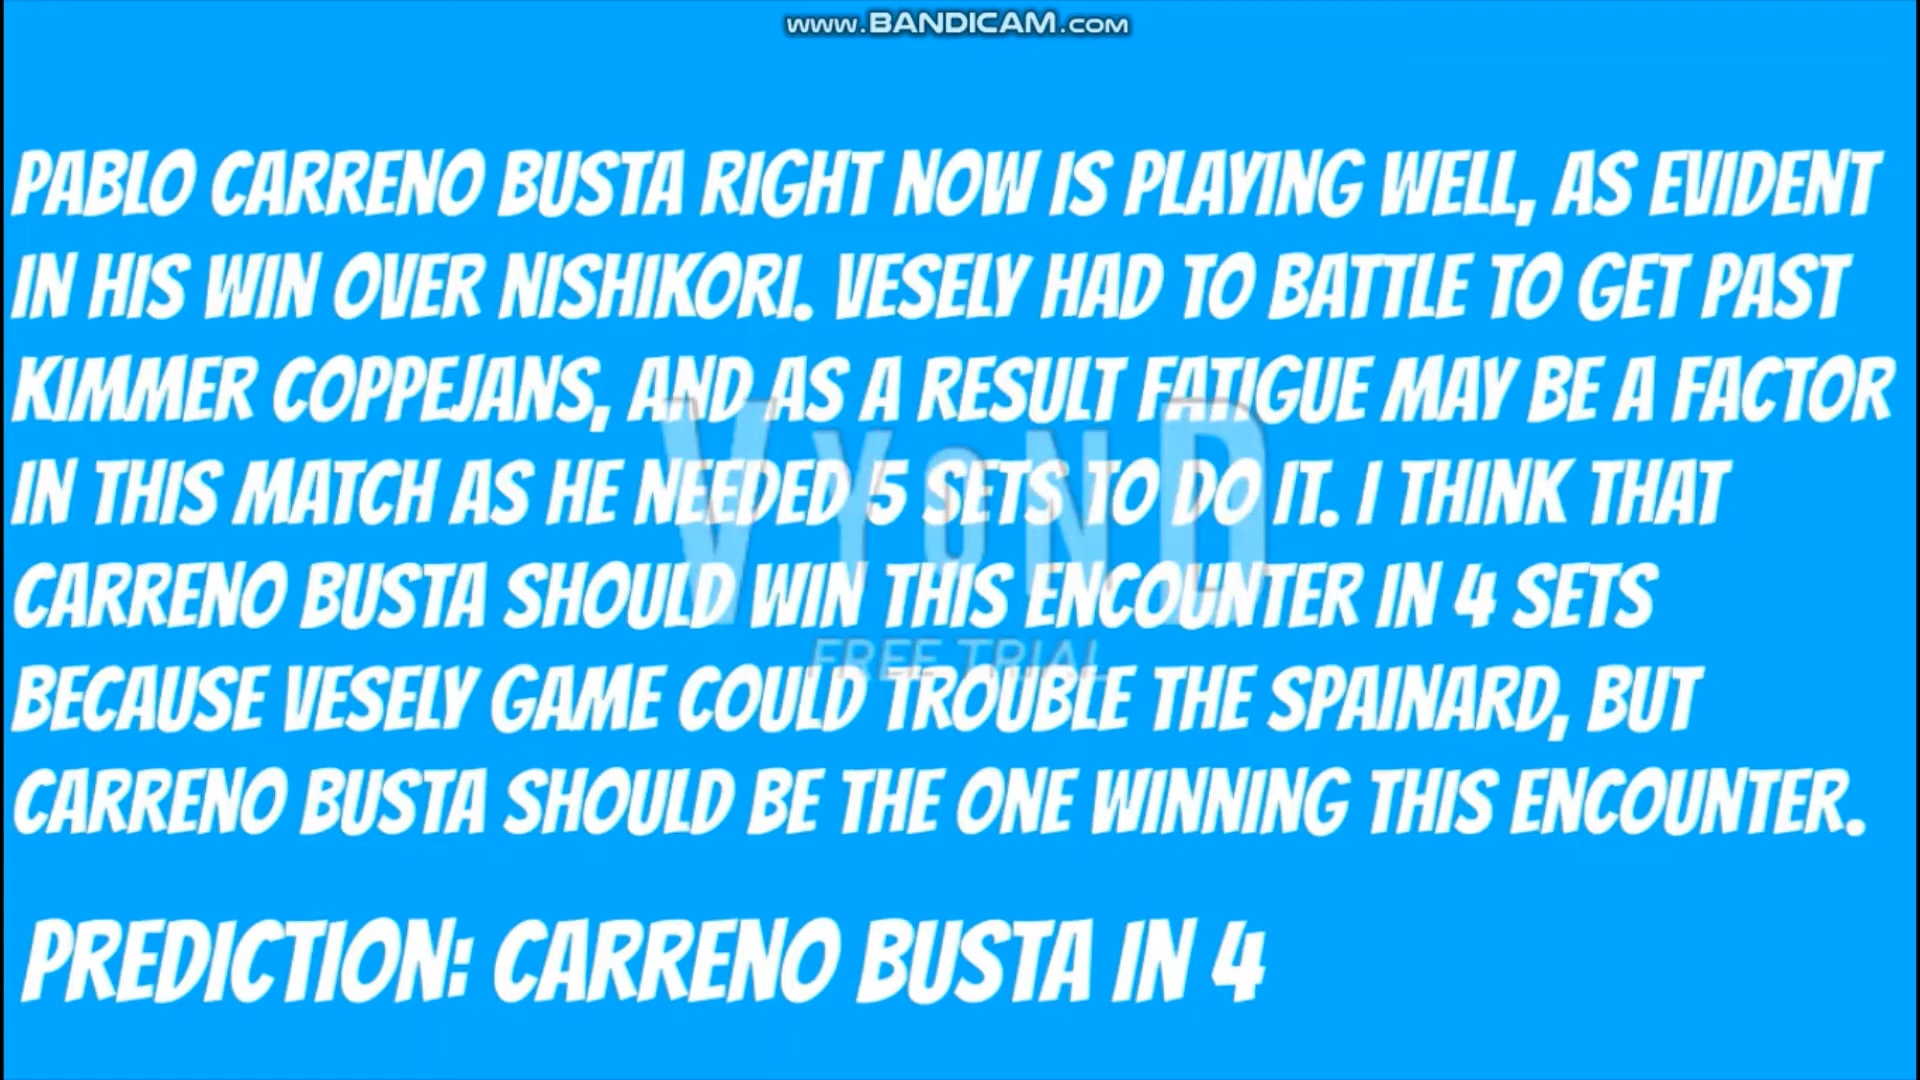 www.BANDICAM.com
PABLO CARRENO BUSTA RIGHT NOW IS PLAYING WELL, AS EVIDENT
IN HIS WIN OVER NISHIKORI. VESELY HAD TO BATTLE TO GET PAST
KIMMER COPPEJANS, AND AS A RESULT FATIGUE MAY BE A FACTOR
IN THIS MATCH AS HE NEEDED 5 SETS TO DO IT. I THINK THAT
CARRENO BUSTA SHOULD WIN THIS ENCOUNTER IN 4 SETS
BECAUSE VESELY GAME COULD TROUBLE THE SPAINARD, BUT
CARRENO BUSTA SHOULD BE THE ONE WINNING THIS ENCOUNTER.
PREDICTION: CARRENO BUSTA IN 4
VYOND
FREE TRIAL